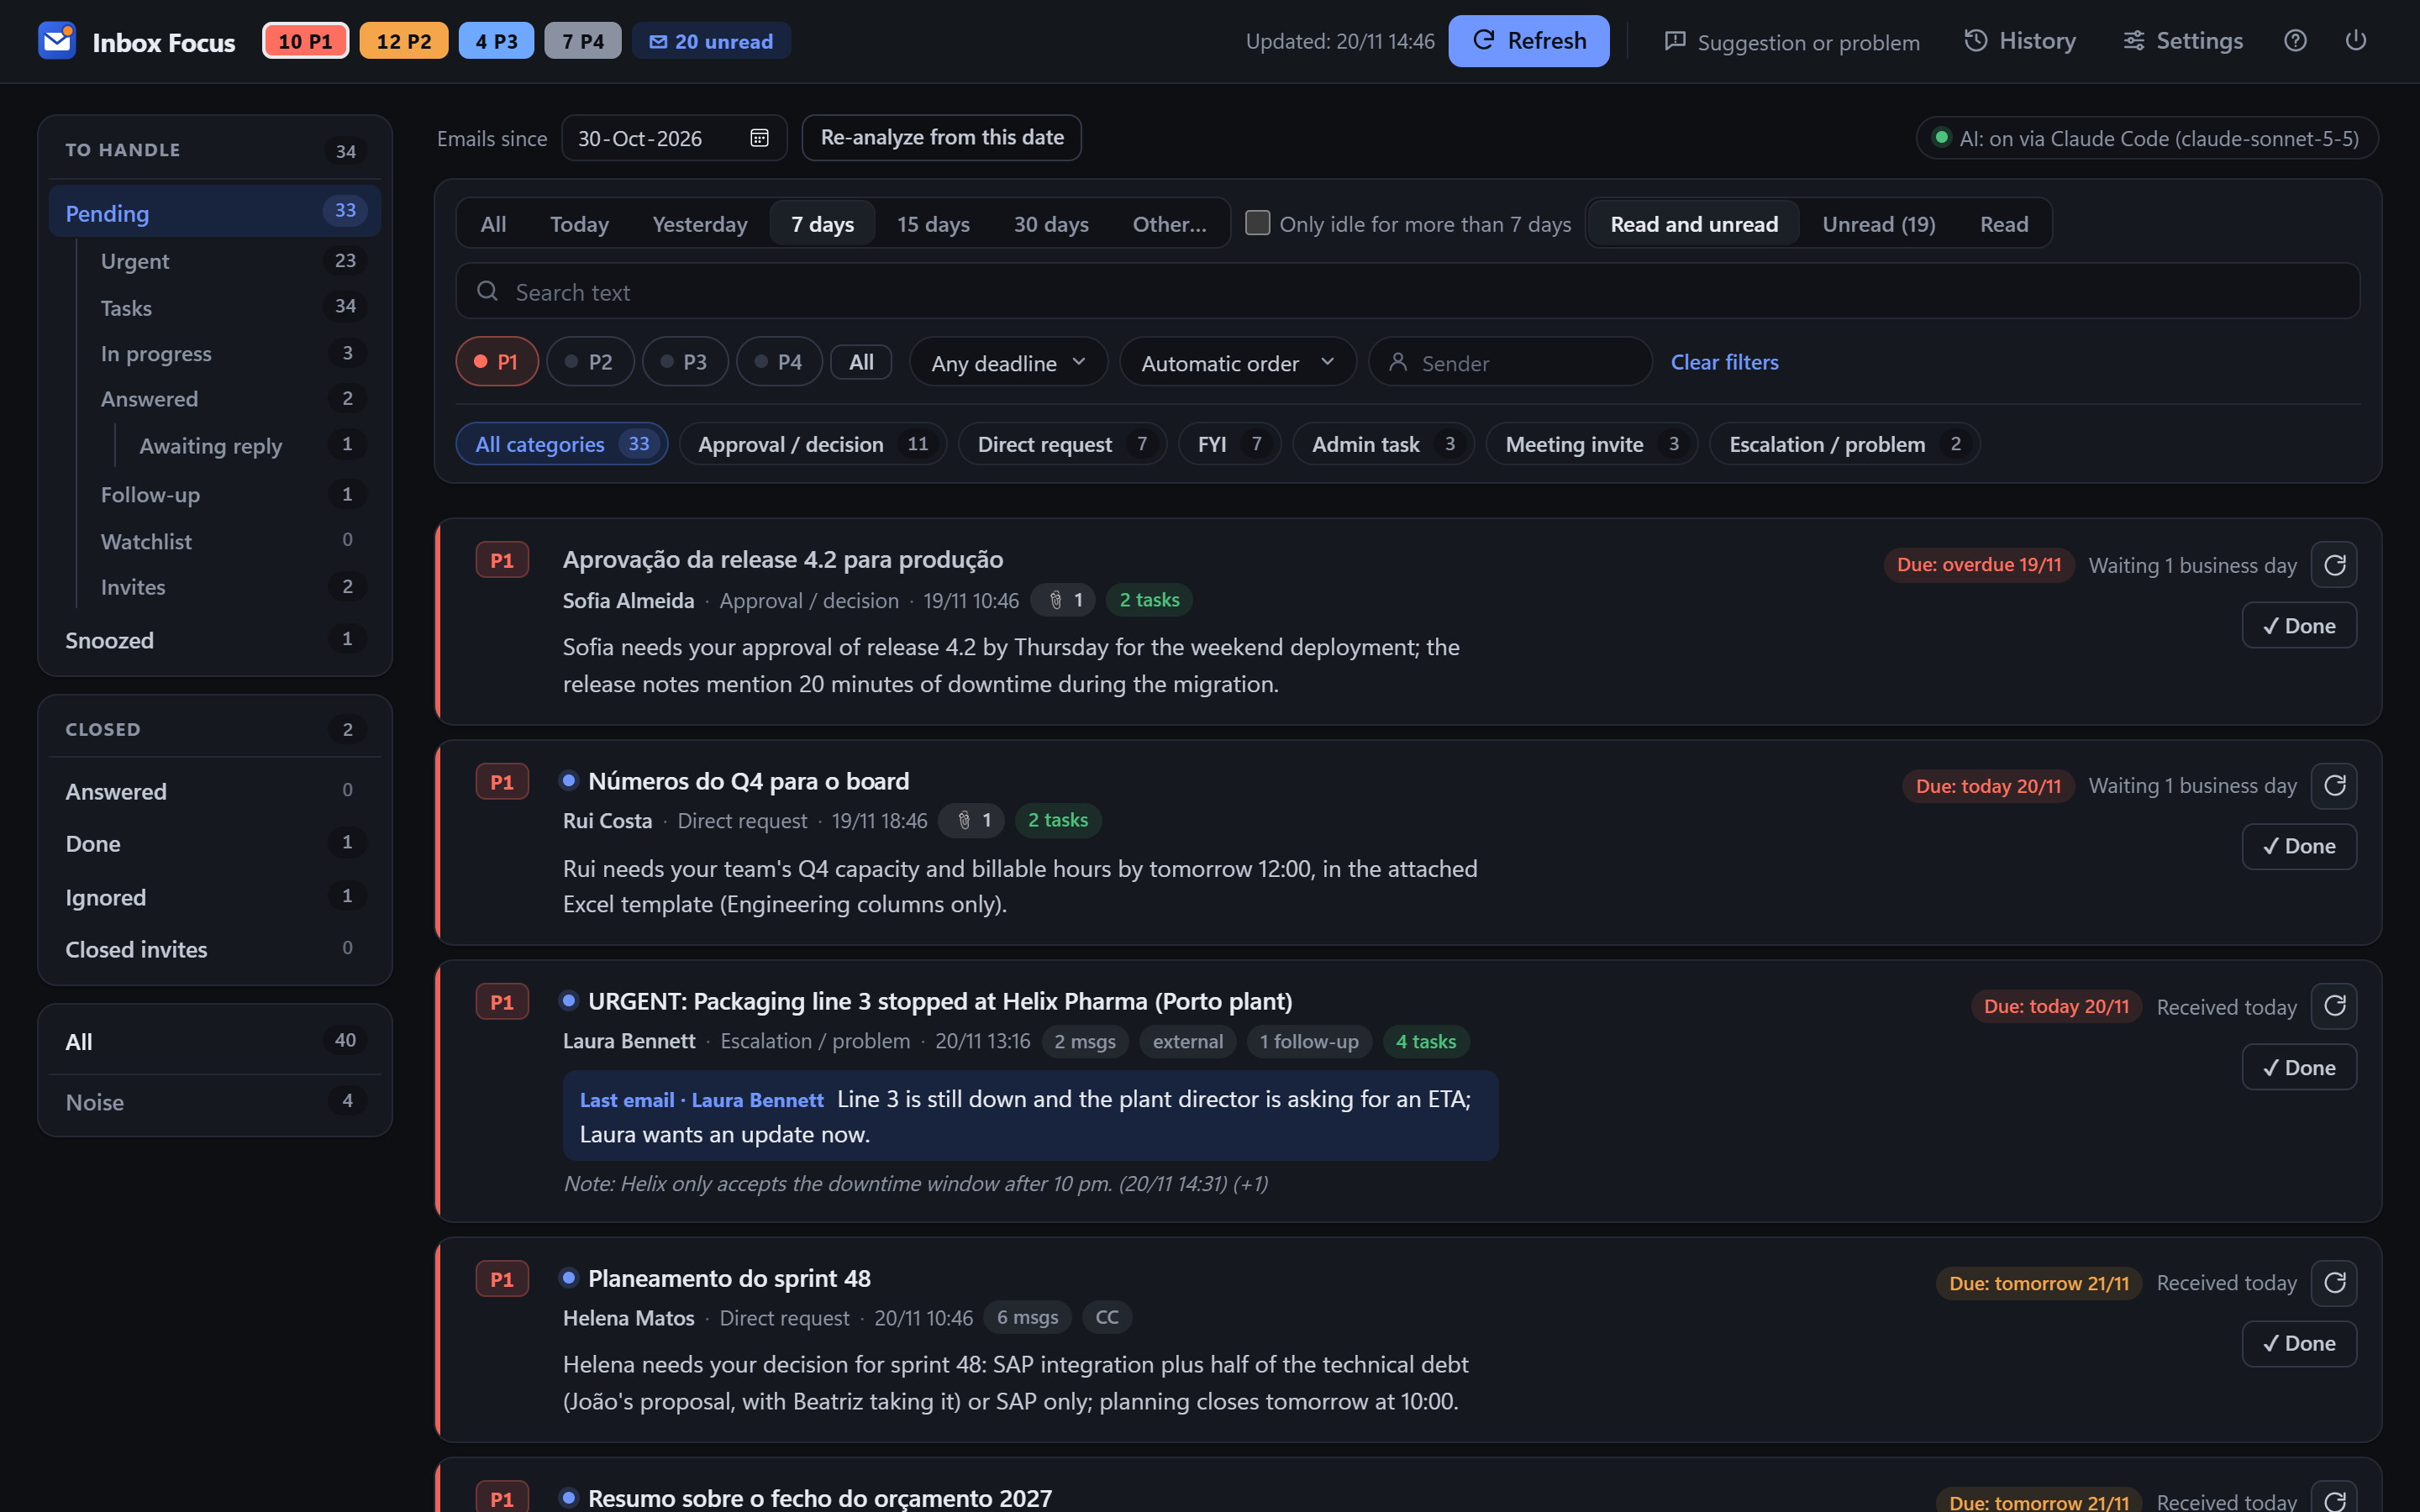 Inbox Focus
10 P1
12 P2
4 P3
7 P4
20 unread
Updated: 20/11 14:46
Refresh
Suggestion or problem
History
Settings
TO HANDLE 34
Pending 33
Urgent 23
Tasks 34
In progress 3
Answered 2
Awaiting reply 1
Follow-up 1
Watchlist 0
Invites 2
Snoozed 1
CLOSED 2
Answered 0
Done 1
Ignored 1
Closed invites 0
All 40
Noise 4
Emails since 30-Oct-2026 Re-analyze from this date
AI: on via Claude Code (claude-sonnet-5-5)
All Today Yesterday 7 days 15 days 30 days Other... Only idle for more than 7 days Read and unread Unread (19) Read
Search text
P1 P2 P3 P4 All Any deadline Automatic order Sender Clear filters
All categories 33 Approval / decision 11 Direct request 7 FYI 7 Admin task 3 Meeting invite 3 Escalation / problem 2
P1 Aprovação da release 4.2 para produção
Due: overdue 19/11 Waiting 1 business day
Sofia Almeida · Approval / decision · 19/11 10:46 1 2 tasks
✓ Done
Sofia needs your approval of release 4.2 by Thursday for the weekend deployment; the
release notes mention 20 minutes of downtime during the migration.
P1 Números do Q4 para o board
Due: today 20/11 Waiting 1 business day
Rui Costa · Direct request · 19/11 18:46 1 2 tasks
✓ Done
Rui needs your team's Q4 capacity and billable hours by tomorrow 12:00, in the attached
Excel template (Engineering columns only).
P1 URGENT: Packaging line 3 stopped at Helix Pharma (Porto plant)
Due: today 20/11 Received today
Laura Bennett · Escalation / problem · 20/11 13:16 2 msgs external 1 follow-up 4 tasks
✓ Done
Last email · Laura Bennett Line 3 is still down and the plant director is asking for an ETA;
Laura wants an update now.
Note: Helix only accepts the downtime window after 10 pm. (20/11 14:31) (+1)
P1 Planeamento do sprint 48
Due: tomorrow 21/11 Received today
Helena Matos · Direct request · 20/11 10:46 6 msgs CC
✓ Done
Helena needs your decision for sprint 48: SAP integration plus half of the technical debt
(João's proposal, with Beatriz taking it) or SAP only; planning closes tomorrow at 10:00.
P1 Resumo sobre o fecho do orçamento 2027
Due: tomorrow 21/11 Received today